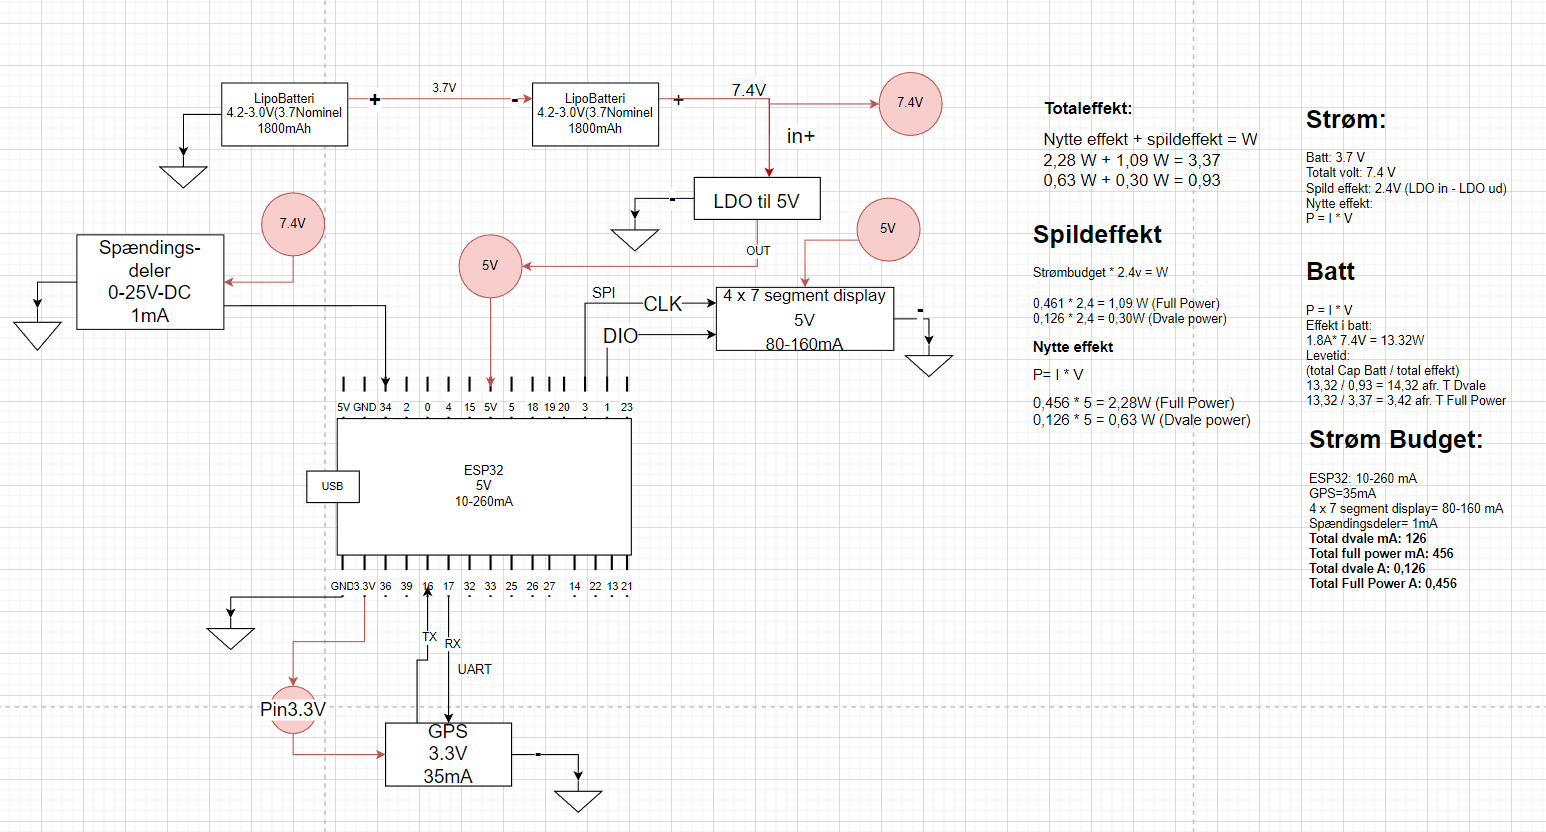 LipoBatteri
4.2-3.0V(3.7Nominel
1800mAh
+
3.7V
-
LipoBatteri
4.2-3.0V(3.7Nominel
1800mAh
+
7.4V
7.4V
in+
LDO til 5V
-
OUT
5V
7.4V
Spændings-
deler
0-25V-DC
1mA
5V
SPI
CLK
DIO
4 x 7 segment display
5V
80-160mA
-
5V GND 34 2 0 4 15 5V 5 18 19 20 3 1 23
ESP32
5V
10-260mA
USB
GND 3.3V 36 39 16 17 32 33 25 26 27 14 22 13 21
TX
RX
UART
Pin3.3V
GPS
3.3V
35mA
-
Totaleffekt:
Nytte effekt + spildeffekt = W
2,28 W + 1,09 W = 3,37
0,63 W + 0,30 W = 0,93
Spildeffekt
Strømbudget * 2.4v = W
0,461 * 2,4 = 1,09 W (Full Power)
0,126 * 2,4 = 0,30W (Dvale power)
Nytte effekt
P= I * V
0,456 * 5 = 2,28W (Full Power)
0,126 * 5 = 0,63 W (Dvale power)
Strøm:
Batt: 3.7 V
Totalt volt: 7.4 V
Spild effekt: 2.4V (LDO in - LDO ud)
Nytte effekt:
P = I * V
Batt
P = I * V
Effekt i batt:
1.8A* 7.4V = 13.32W
Levetid:
(total Cap Batt / total effekt)
13,32 / 0,93 = 14,32 afr. T Dvale
13,32 / 3,37 = 3,42 afr. T Full Power
Strøm Budget:
ESP32: 10-260 mA
GPS=35mA
4 x 7 segment display= 80-160 mA
Spændingsdeler= 1mA
Total dvale mA: 126
Total full power mA: 456
Total dvale A: 0,126
Total Full Power A: 0,456